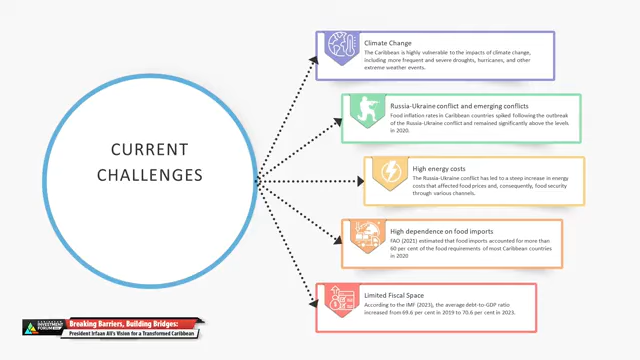 CURRENT
CHALLENGES
Climate Change
The Caribbean is highly vulnerable to the impacts of climate change,
including more frequent and severe droughts, hurricanes, and other
extreme weather events.
Russia-Ukraine conflict and emerging conflicts
Food inflation rates in Caribbean countries spiked following the outbreak
of the Russia-Ukraine conflict and remained significantly above the levels
in 2020.
High energy costs
The Russia-Ukraine conflict has led to a steep increase in energy
costs that affected food prices and, consequently, food security
through various channels.
High dependence on food imports
FAO (2021) estimated that food imports accounted for more than
60 per cent of the food requirements of most Caribbean countries
in 2020
Limited Fiscal Space
According to the IMF (2023), the average debt-to-GDP ratio
increased from 69.6 per cent in 2019 to 70.6 per cent in 2023.
INVESTMENT
FORUM
Breaking Barriers, Building Bridges:
President Irfaan Ali's Vision for a Transformed Caribbean